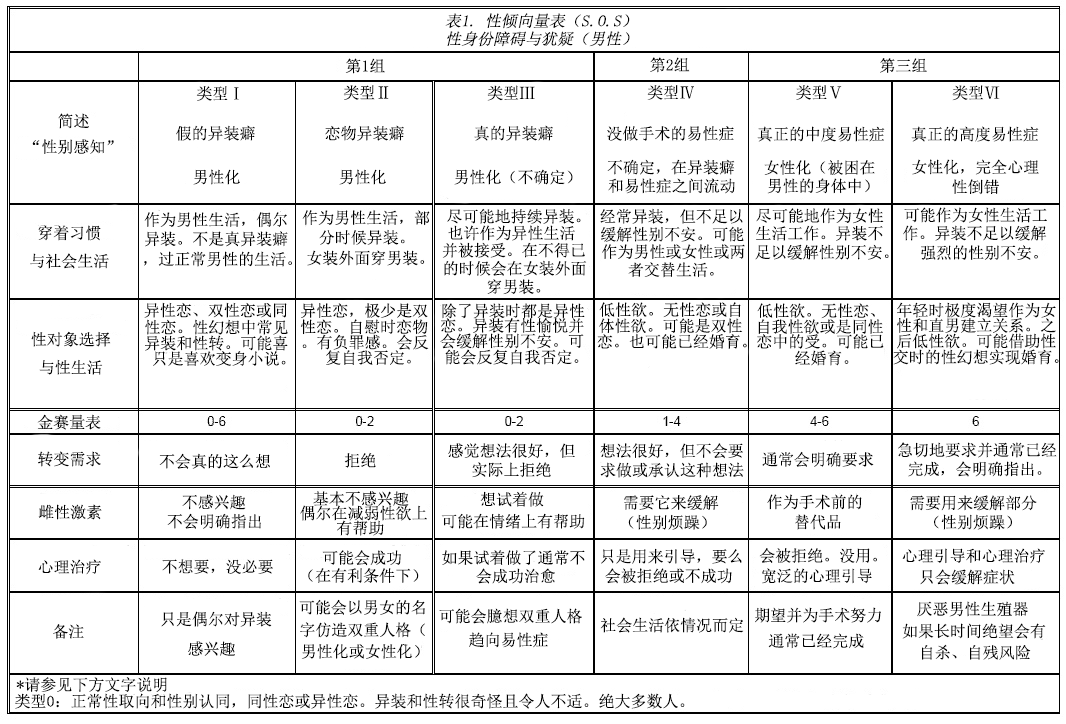 表1. 性倾向量表（S.O.S）
性身份障碍与犹疑（男性）
第1组
第2组
第三组
简述
“性别感知”
类型Ⅰ
假的异装癖
男性化
类型Ⅱ
恋物异装癖
男性化
类型Ⅲ
真的异装癖
男性化（不确定）
类型Ⅳ
没做手术的易性症
不确定，在异装癖
和易性症之间流动
类型Ⅴ
真正的中度易性症
女性化（被困在
男性的身体中）
类型Ⅵ
真正的高度易性症
女性化，完全心理
性倒错
穿着习惯
与社会生活
作为男性生活，偶尔
异装。不是真异装癖
，过正常男性的生活。
作为男性生活，部
分时候异装。
女装外面穿男装。
尽可能地持续异装。
也许作为异性生活
并被接受。在不得已
的时候会在女装外面
穿男装。
经常异装，但不足以
缓解性别不安。可能
作为男性或女性或两
者交替生活。
尽可能地作为女性
生活工作。异装不
足以缓解性别不安。
可能作为女性生活工
作。异装不足以缓解
强烈的性别不安。
性对象选择
与性生活
异性恋、双性恋或同
性恋。性幻想中常见
异装和性转。可能喜
只是喜欢变身小说。
异性恋，极少是双
性恋。自慰时恋物
。有负罪感。会反
复自我否定。
除了异装时都是异性
恋。异装有性愉悦并
会缓解性别不安。可
能会反复自我否定。
低性欲。无性恋或自
体性欲。可能是双性
恋。也可能已经婚育。
低性欲。无性恋、
自我性欲或是同性
恋中的受。可能已
经婚育。
年轻时极度渴望作为女
性和直男建立关系。之
后低性欲。可能借助性
交时的性幻想实现婚育。
金赛量表
0-6
0-2
0-2
1-4
4-6
6
转变需求
不会真的这么想
拒绝
感觉想法很好，但
实际上拒绝
想法很好，但不会要
求做或承认这种想法
通常会明确要求
急切地要求并通常已经
完成，会明确指出。
雌性激素
不感兴趣
不会明确指出
基本不感兴趣
偶尔在减弱性欲上
有帮助
想试着做
可能在情绪上有帮助
需要它来缓解
（性别烦躁）
作为手术前的
替代品
需要用来缓解部分
（性别烦躁）
心理治疗
不想要，没必要
可能会成功
（在有利条件下）
如果试着做了通常不
会成功治愈
只是用来引导，要么
会被拒绝或不成功
会被拒绝。没用。
宽泛的心理引导
心理引导和心理治疗
只会缓解症状
备注
只是偶尔对异装
感兴趣
可能会以男女的名
字仿造双重人格（
男性化或女性化）
可能会臆想双重人格
趋向易性症
社会生活依情况而定
期望并为手术努力
通常已经完成
厌恶男性生殖器
如果长时间绝望会有
自杀、自残风险
*请参见下方文字说明
类型0：正常性取向和性别认同，同性恋或异性恋。异装和性转很奇怪且令人不适。绝大多数人。